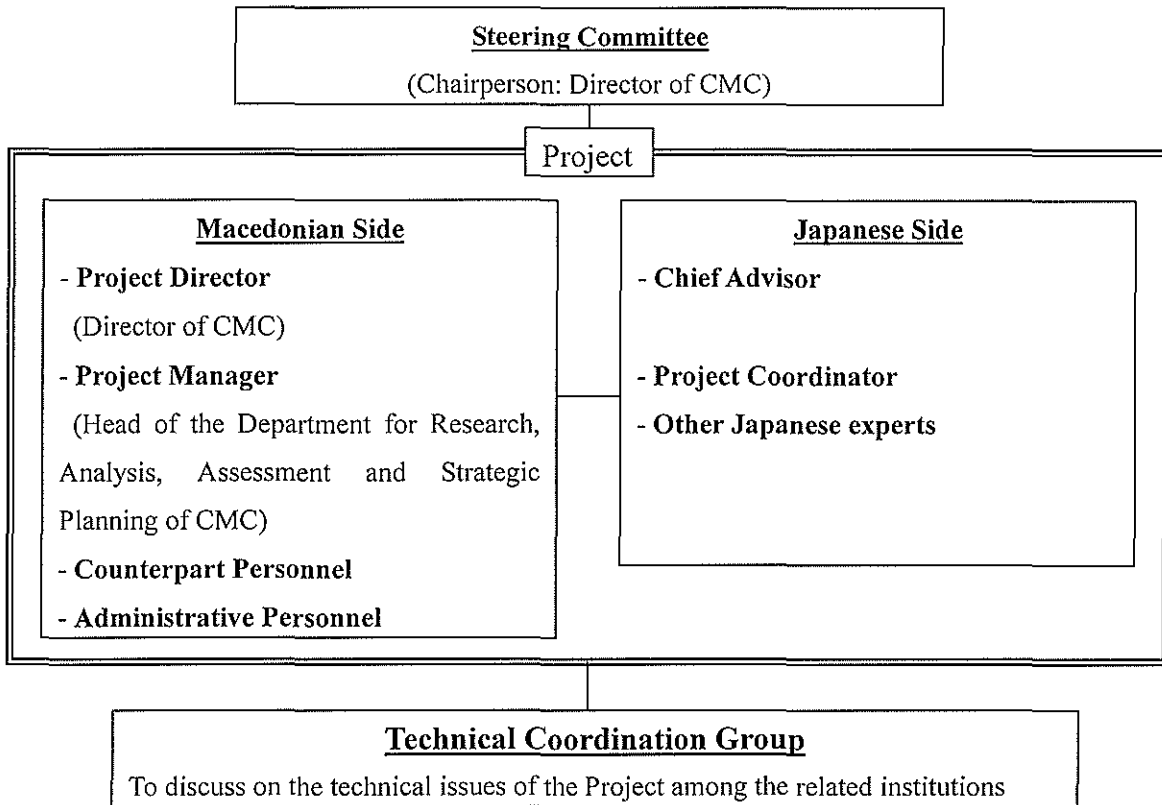 Steering Committee
(Chairperson: Director of CMC)
Project
Macedonian Side
- Project Director
(Director of CMC)
- Project Manager
(Head of the Department for Research,
Analysis, Assessment and Strategic
Planning of CMC)
- Counterpart Personnel
- Administrative Personnel
Japanese Side
- Chief Advisor
- Project Coordinator
- Other Japanese experts
Technical Coordination Group
To discuss on the technical issues of the Project among the related institutions